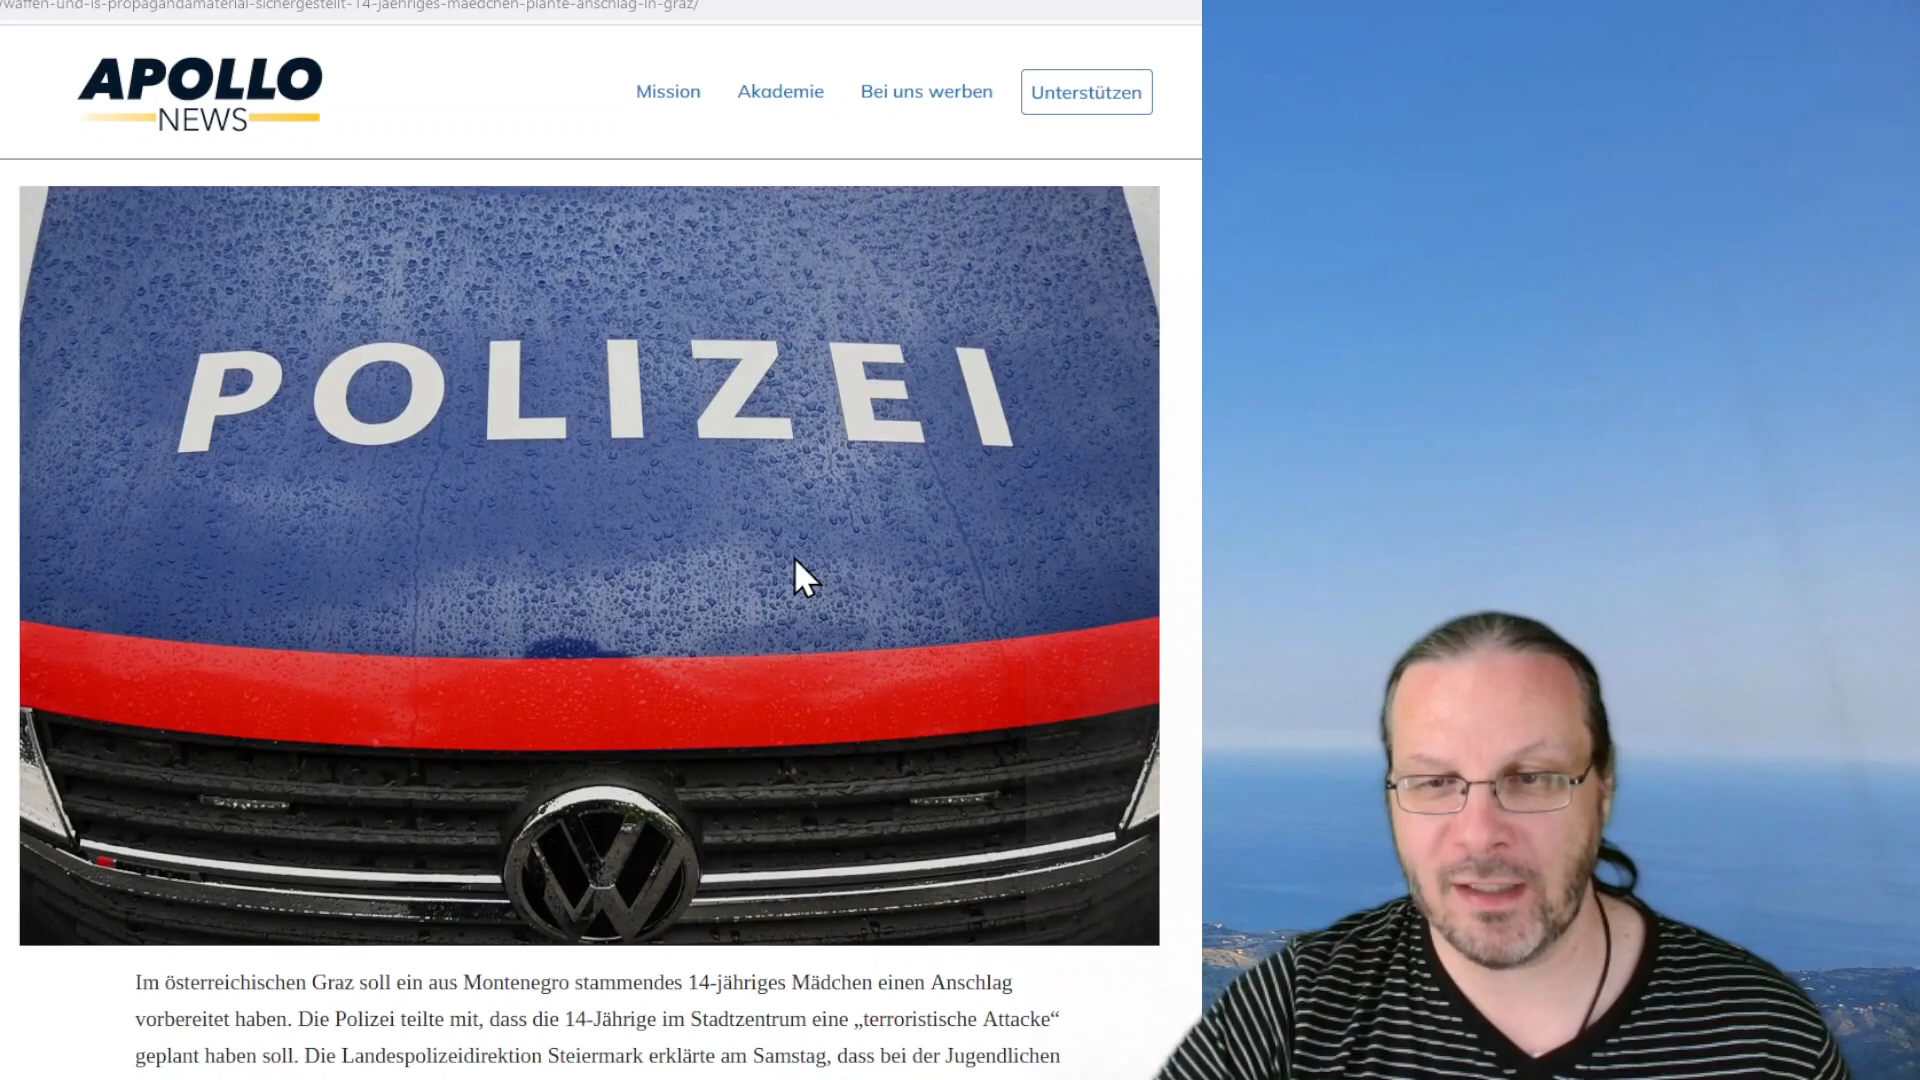 /waffen-und-is-propagandamaterial-sichergestellt-14-jaehriges-maedchen-plante-anschlag-in-graz/
APOLLO
NEWS
Mission
Akademie
Bei uns werben
Unterstützen
POLIZEI
Im österreichischen Graz soll ein aus Montenegro stammendes 14-jähriges Mädchen einen Anschlag
vorbereitet haben. Die Polizei teilte mit, dass die 14-Jährige im Stadtzentrum eine „terroristische Attacke“
geplant haben soll. Die Landespolizeidirektion Steiermark erklärte am Samstag, dass bei der Jugendlichen